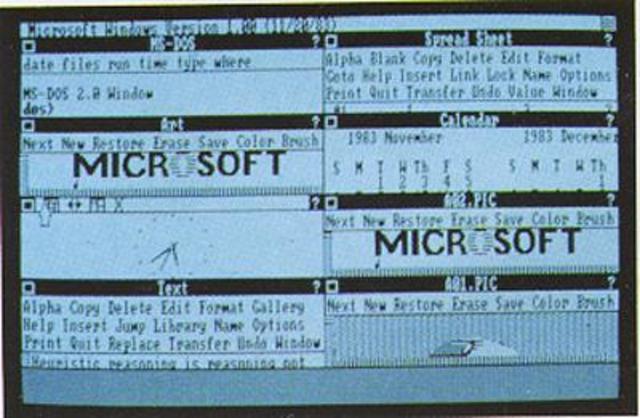 Microsoft Windows Version 1.00 (11/20/83)
MS-DOS ?
date files run time type where
MS-DOS 2.0 Window
dos>
Art ?
Next New Restore Erase Save Color Brush
MICROSOFT
?
Text ?
Alpha Copy Delete Edit Format Gallery
Help Insert Jump Library Name Options
Print Quit Replace Transfer Undo Window
Heuristic reasoning is reasoning not
Spread Sheet ?
Alpha Blank Copy Delete Edit Format
Goto Help Insert Link Lock Name Options
Print Quit Transfer Undo Value Window
#1
Calendar ?
1983 November 1983 December
S M T W Th F S S M T W Th
1 2 3 4 5 1
?
Next New Restore Erase Save Color Brush
MICROSOFT
?
Next New Restore Erase Save Color Brush